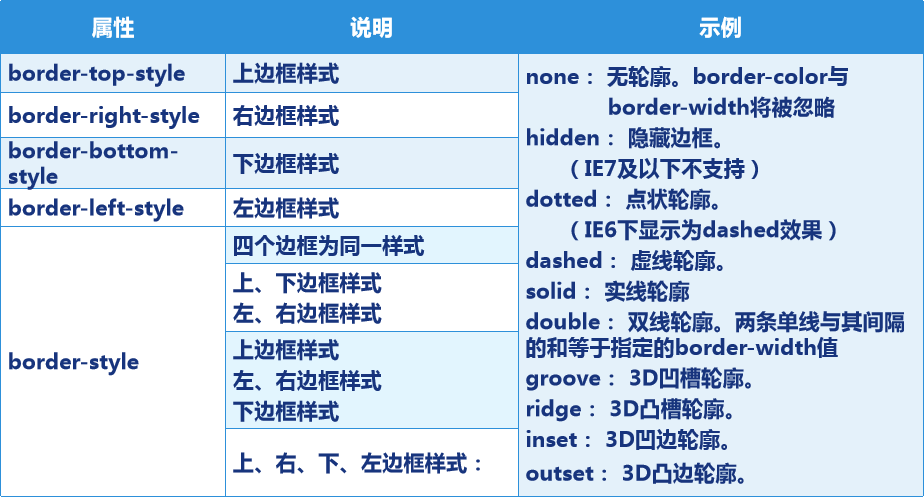 属性
说明
示例
border-top-style
上边框样式
border-right-style
右边框样式
border-bottom-
style
下边框样式
border-left-style
左边框样式
border-style
四个边框为同一样式
上、下边框样式
左、右边框样式
上边框样式
左、右边框样式
下边框样式
上、右、下、左边框样式：
none： 无轮廓。border-color与
border-width将被忽略
hidden： 隐藏边框。
（IE7及以下不支持）
dotted： 点状轮廓。
（IE6下显示为dashed效果）
dashed： 虚线轮廓。
solid： 实线轮廓
double： 双线轮廓。两条单线与其间隔
的和等于指定的border-width值
groove： 3D凹槽轮廓。
ridge： 3D凸槽轮廓。
inset： 3D凹边轮廓。
outset： 3D凸边轮廓。